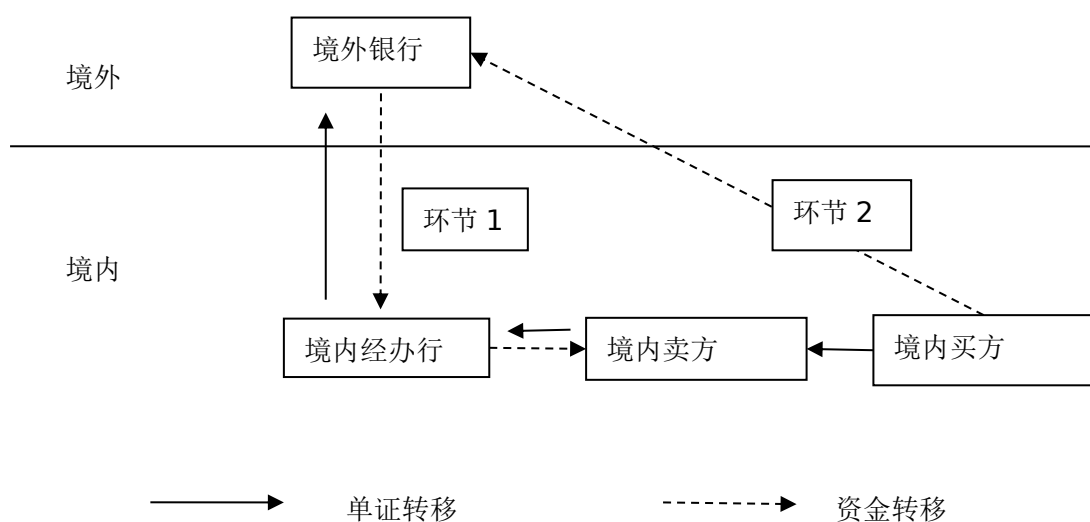 境外银行
境外
环节 1
环节 2
境内
境内经办行
境内卖方
境内买方
单证转移
资金转移